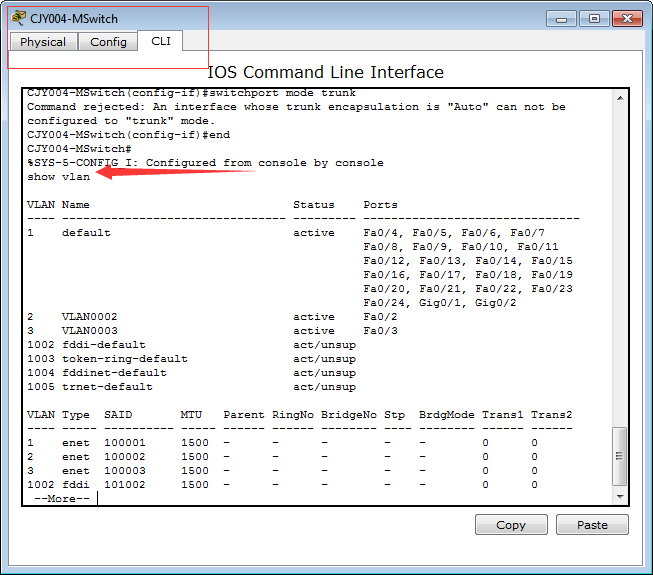 CJY004-MSwitch
Physical Config CLI
IOS Command Line Interface
CJY004-MSwitch(config-if)#switchport mode trunk
Command rejected: An interface whose trunk encapsulation is "Auto" can not be
configured to "trunk" mode.
CJY004-MSwitch(config-if)#end
CJY004-MSwitch#
%SYS-5-CONFIG_I: Configured from console by console
show vlan
VLAN Name                             Status    Ports
---- -------------------------------- --------- -------------------------------
1    default                          active    Fa0/4, Fa0/5, Fa0/6, Fa0/7
                                                Fa0/8, Fa0/9, Fa0/10, Fa0/11
                                                Fa0/12, Fa0/13, Fa0/14, Fa0/15
                                                Fa0/16, Fa0/17, Fa0/18, Fa0/19
                                                Fa0/20, Fa0/21, Fa0/22, Fa0/23
                                                Fa0/24, Gig0/1, Gig0/2
2    VLAN0002                         active    Fa0/2
3    VLAN0003                         active    Fa0/3
1002 fddi-default                     act/unsup
1003 token-ring-default               act/unsup
1004 fddinet-default                  act/unsup
1005 trnet-default                    act/unsup
VLAN Type  SAID       MTU   Parent RingNo BridgeNo Stp  BrdgMode Trans1 Trans2
---- ----- ---------- ----- ------ ------ -------- ---- -------- ------ ------
1    enet  100001     1500  -      -      -        -    -        0      0
2    enet  100002     1500  -      -      -        -    -        0      0
3    enet  100003     1500  -      -      -        -    -        0      0
1002 fddi  101002     1500  -      -      -        -    -        0      0
 --More--
Copy Paste